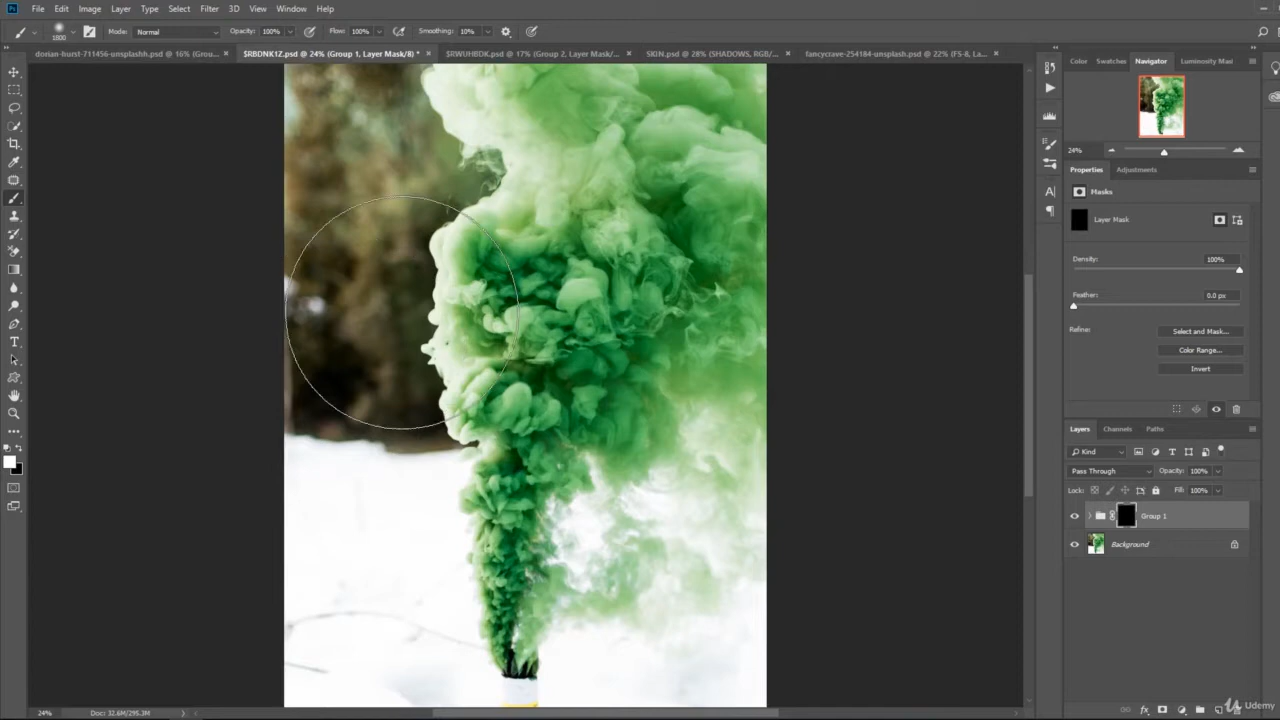 Ps File Edit Image Layer Type Select Filter 3D View Window Help
1800 Mode: Normal Opacity: 100% Flow: 100% Smoothing: 10%
dorian-hurst-711456-unsplashh.psd @ 16% (Grou... × $RBDNK1Z.psd @ 24% (Group 1, Layer Mask/8) * × $RWUHBDK.psd @ 17% (Group 2, Layer Mask/... × SKIN.psd @ 28% (SHADOWS, RGB/... × fancycrave-254184-unsplash.psd @ 22% (FS-8, La... ×
Color Swatches Navigator Luminosity Mas
24%
Properties Adjustments
Masks
Layer Mask
Density: 100%
Feather: 0.0 px
Refine: Select and Mask...
Color Range...
Invert
Layers Channels Paths
Kind
Pass Through Opacity: 100%
Lock: Fill: 100%
Group 1
Background
24% Doc: 32.6M/295.3M
Udemy